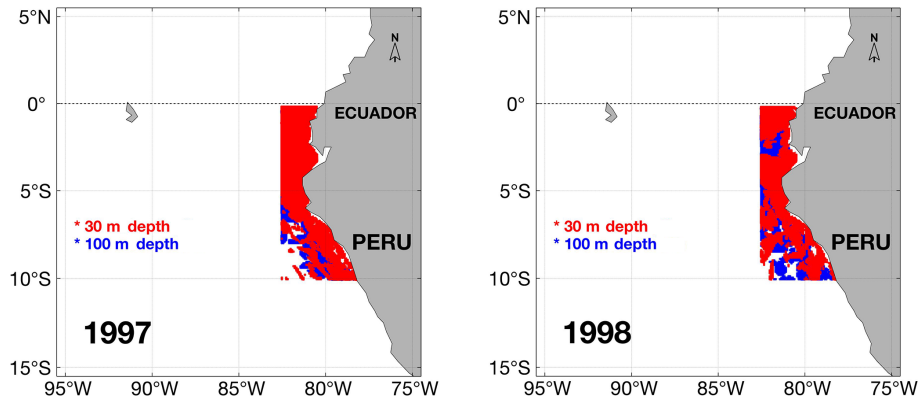 5°N
N
0°
ECUADOR
5°S
* 30 m depth
* 100 m depth
PERU
10°S
1997
15°S
95°W 90°W 85°W 80°W 75°W
5°N
N
0°
ECUADOR
5°S
* 30 m depth
* 100 m depth
PERU
10°S
1998
15°S
95°W 90°W 85°W 80°W 75°W